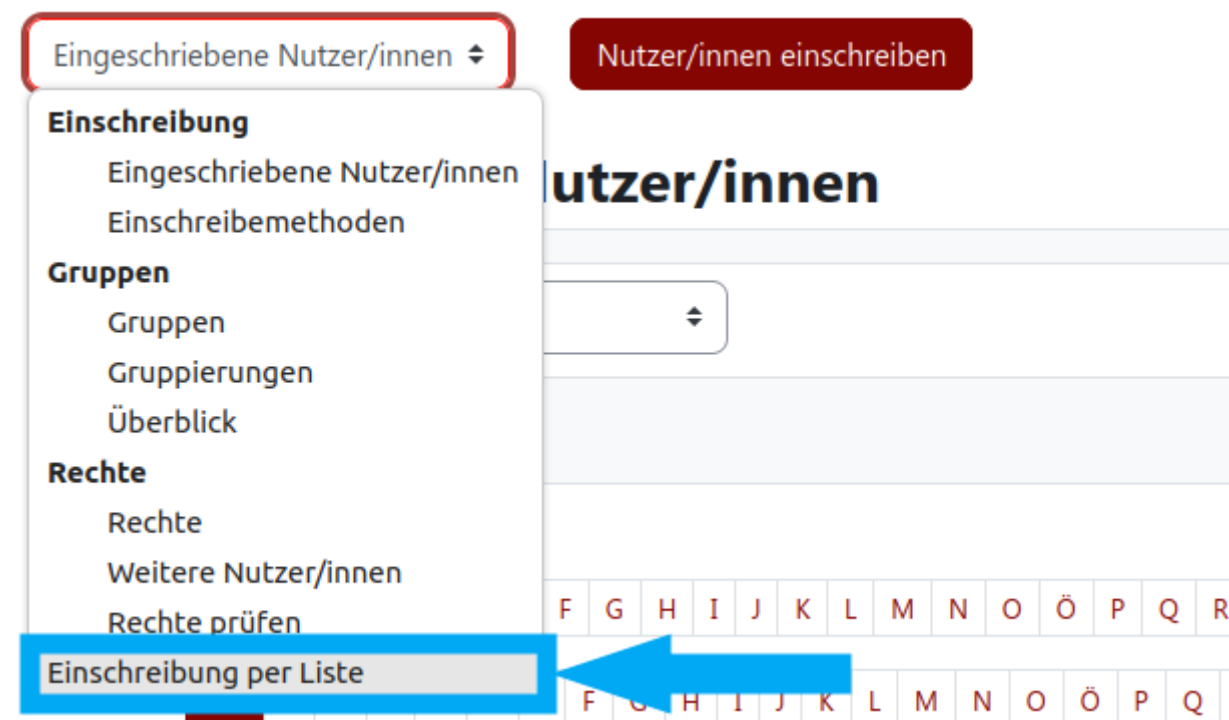 Eingeschriebene Nutzer/innen Nutzer/innen einschreiben
Einschreibung
Eingeschriebene Nutzer/innen
utzer/innen
Einschreibemethoden
Gruppen
Gruppen
Gruppierungen
Überblick
Rechte
Rechte
Weitere Nutzer/innen
Rechte prüfen
F G H I J K L M N O Ö P Q R
Einschreibung per Liste
F G H I J K L M N O Ö P Q